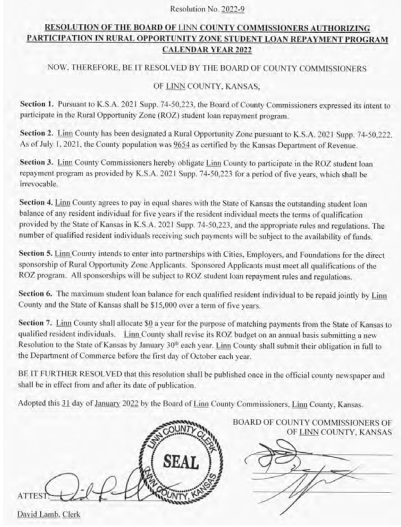 Resolution No. 2022-9
RESOLUTION OF THE BOARD OF LINN COUNTY COMMISSIONERS AUTHORIZING
PARTICIPATION IN RURAL OPPORTUNITY ZONE STUDENT LOAN REPAYMENT PROGRAM
CALENDAR YEAR 2022
NOW, THEREFORE, BE IT RESOLVED BY THE BOARD OF COUNTY COMMISSIONERS
OF LINN COUNTY, KANSAS,
Section 1. Pursuant to K.S.A. 2021 Supp. 74-50,223, the Board of County Commissioners expressed its intent to
participate in the Rural Opportunity Zone (ROZ) student loan repayment program.
Section 2. Linn County has been designated a Rural Opportunity Zone pursuant to K.S.A. 2021 Supp. 74-50,222.
As of July 1, 2021, the County population was 9654 as certified by the Kansas Department of Revenue.
Section 3. Linn County Commissioners hereby obligate Linn County to participate in the ROZ student loan
repayment program as provided by K.S.A. 2021 Supp. 74-50,223 for a period of five years, which shall be
irrevocable.
Section 4. Linn County agrees to pay in equal shares with the State of Kansas the outstanding student loan
balance of any resident individual for five years if the resident individual meets the terms of qualification
provided by the State of Kansas in K.S.A. 2021 Supp. 74-50,223, and the appropriate rules and regulations. The
number of qualified resident individuals receiving such payments will be subject to the availability of funds.
Section 5. Linn County intends to enter into partnerships with Cities, Employers, and Foundations for the direct
sponsorship of Rural Opportunity Zone Applicants. Sponsored Applicants must meet all qualifications of the
ROZ program. All sponsorships will be subject to ROZ student loan repayment rules and regulations.
Section 6. The maximum student loan balance for each qualified resident individual to be repaid jointly by Linn
County and the State of Kansas shall be $15,000 over a term of five years.
Section 7. Linn County shall allocate $0 a year for the purpose of matching payments from the State of Kansas to
qualified resident individuals. Linn County shall revise its ROZ budget on an annual basis submitting a new
Resolution to the State of Kansas by January 30th each year. Linn County shall submit their obligation in full to
the Department of Commerce before the first day of October each year.
BE IT FURTHER RESOLVED that this resolution shall be published once in the official county newspaper and
shall be in effect from and after its date of publication.
Adopted this 31 day of January 2022 by the Board of Linn County Commissioners, Linn County, Kansas.
BOARD OF COUNTY COMMISSIONERS OF
OF LINN COUNTY, KANSAS
LINN COUNTY CLERK
SEAL
LINN COUNTY, KANSAS
ATTEST:
David Lamb, Clerk